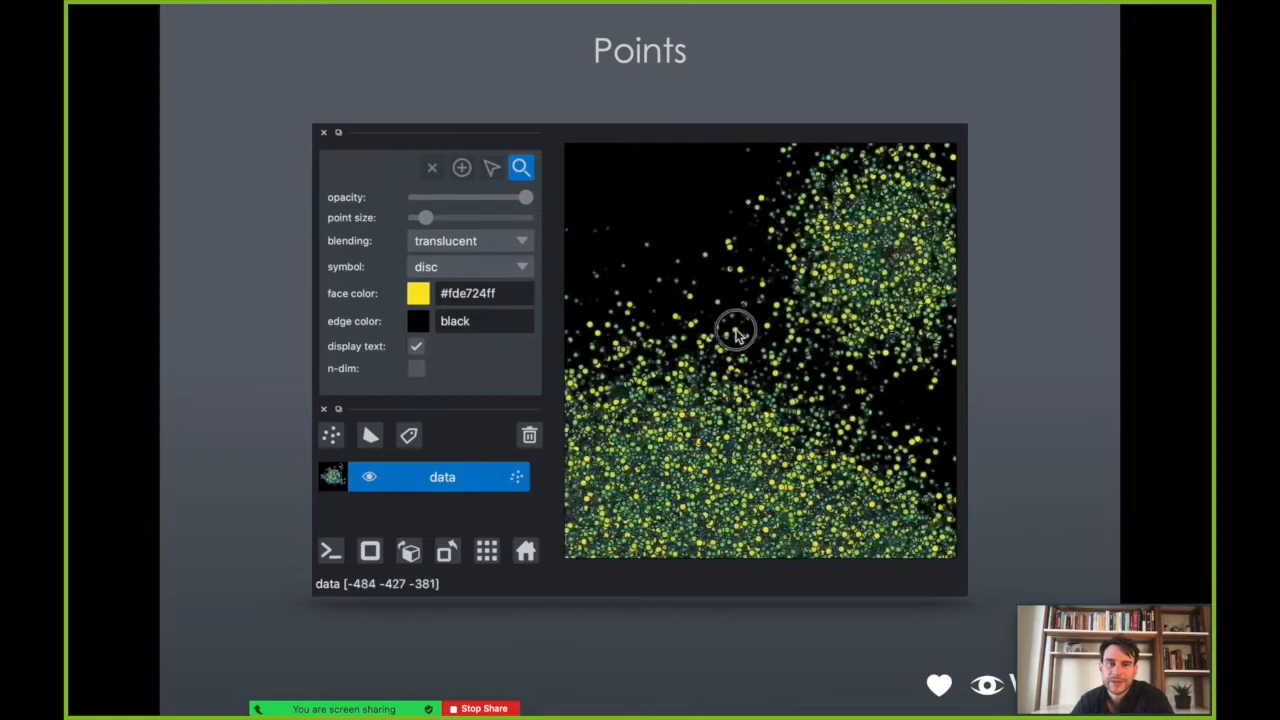 Points
opacity:
point size:
blending: translucent
symbol: disc
face color: #fde724ff
edge color: black
display text:
n-dim:
data
data [-484 -427 -381]
You are screen sharing Stop Share